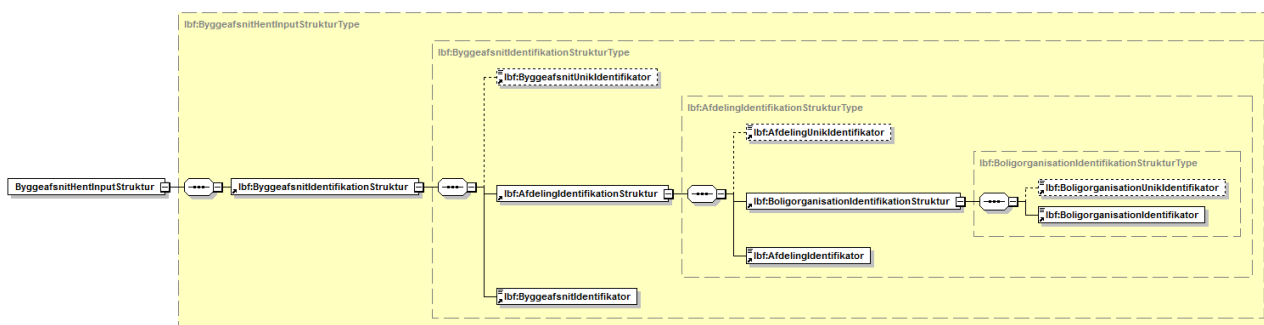 lbf:ByggeafsnitHentInputStrukturType
lbf:ByggeafsnitIdentifikationStrukturType
lbf:ByggeafsnitUnikIdentifikator
lbf:AfdelingIdentifikationStrukturType
lbf:AfdelingUnikIdentifikator
lbf:BoligorganisationIdentifikationStrukturType
ByggeafsnitHentInputStruktur
lbf:ByggeafsnitIdentifikationStruktur
lbf:AfdelingIdentifikationStruktur
lbf:BoligorganisationIdentifikationStruktur
lbf:BoligorganisationUnikIdentifikator
lbf:BoligorganisationIdentifikator
lbf:AfdelingIdentifikator
lbf:ByggeafsnitIdentifikator